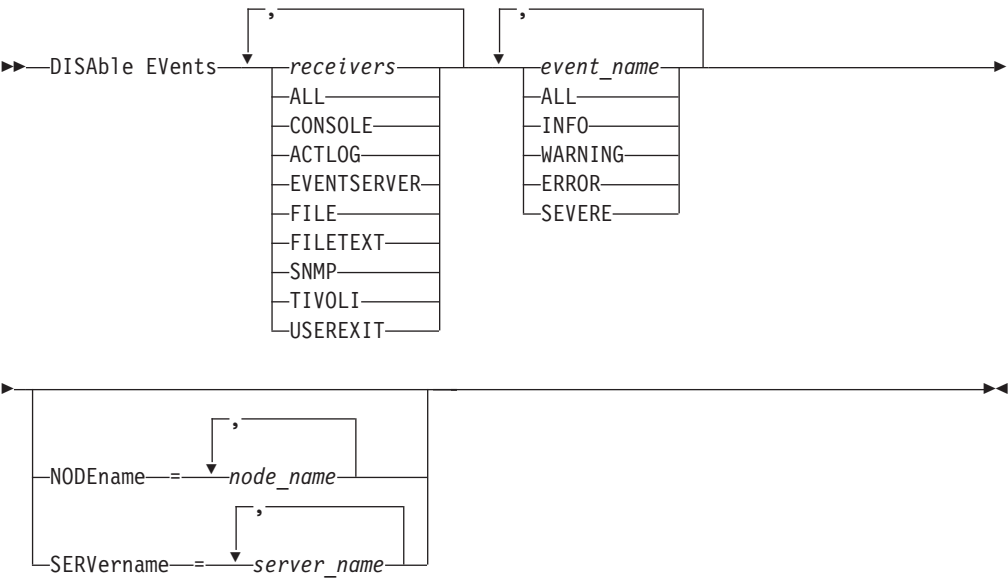 , ,
DISAble EVents receivers event_name
ALL ALL
CONSOLE INFO
ACTLOG WARNING
EVENTSERVER ERROR
FILE SEVERE
FILETEXT
SNMP
TIVOLI
USEREXIT
,
NODEname = node_name
,
SERVername = server_name